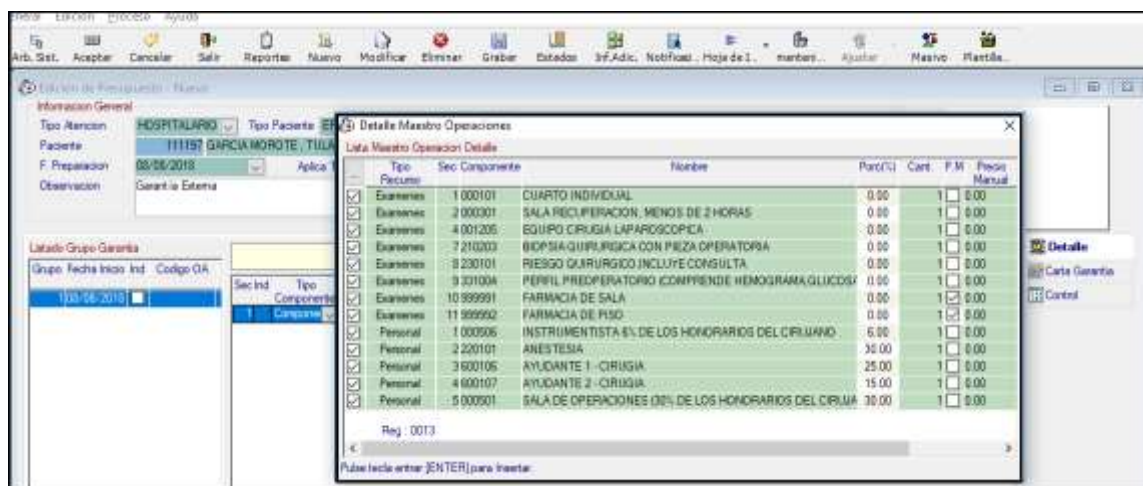 Edición Proceso Ayuda
Arb. Sist. Aceptar Cancelar Salir Reportes Nuevo Modificar Eliminar Grabar Estados Inf.Adic. Notificaci.. Hoja de I.. manteni.. Ajustar Masivo Plantilla..
Edición de Presupuesto - Nuevo
Informacion General
Tipo Atencion HOSPITALARIO Tipo Paciente
Paciente 111157 GARCIA MOROTE , TULA
F. Preparacion 08/06/2018 Aplica
Observacion Garantia Externa
Listado Grupo Garantia
Grupo Fecha Inicio Ind Codigo OA
1 08/06/2018
Sec Ind Tipo Componente
1 Compone
Detalle
Carta Garantia
Control
Detalle Maestro Operaciones
Lista Maestro Operacion Detalle
... Tipo Recurso Sec Componente Nombre Porc(%) Cant. P.M Precio Manual
Examenes 1 000101 CUARTO INDIVIDUAL 0.00 1 0.00
Examenes 2 000301 SALA RECUPERACION, MENOS DE 2 HORAS 0.00 1 0.00
Examenes 4 001205 EQUIPO CIRUGIA LAPAROSCOPICA 0.00 1 0.00
Examenes 7 210203 BIOPSIA QUIRURGICA CON PIEZA OPERATORIA 0.00 1 0.00
Examenes 8 230101 RIESGO QUIRURGICO INCLUYE CONSULTA 0.00 1 0.00
Examenes 9 331004 PERFIL PREOPERATORIO (COMPRENDE HEMOGRAMA,GLUCOSA 0.00 1 0.00
Examenes 10 999991 FARMACIA DE SALA 0.00 1 0.00
Examenes 11 999992 FARMACIA DE PISO 0.00 1 0.00
Personal 1 000506 INSTRUMENTISTA 6% DE LOS HONORARIOS DEL CIRUJANO 6.00 1 0.00
Personal 2 220101 ANESTESIA 30.00 1 0.00
Personal 3 600106 AYUDANTE 1 - CIRUGIA 25.00 1 0.00
Personal 4 600107 AYUDANTE 2 - CIRUGIA 15.00 1 0.00
Personal 5 000501 SALA DE OPERACIONES (30% DE LOS HONORARIOS DEL CIRUJA 30.00 1 0.00
Reg : 0013
Pulse tecla entrar [ENTER] para Insertar.